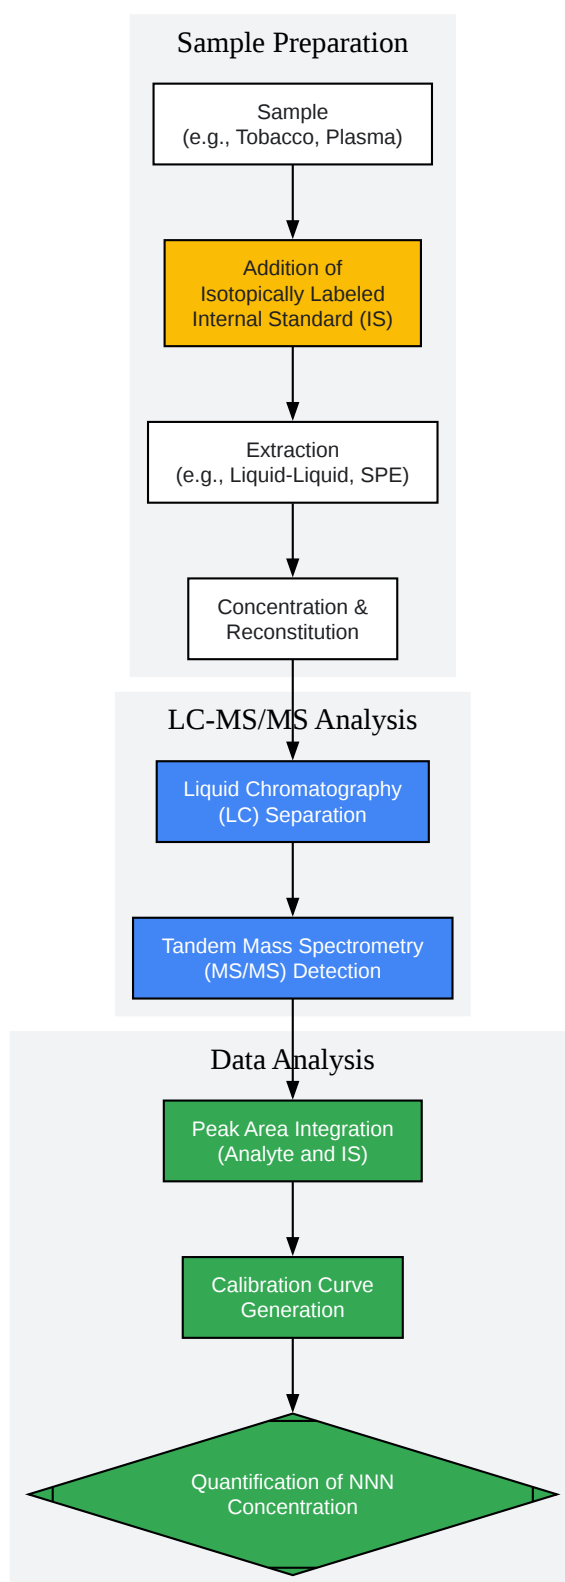 Sample Preparation
Sample
(e.g., Tobacco, Plasma)
Addition of
Isotopically Labeled
Internal Standard (IS)
Extraction
(e.g., Liquid-Liquid, SPE)
Concentration &
Reconstitution
LC-MS/MS Analysis
Liquid Chromatography
(LC) Separation
Tandem Mass Spectrometry
(MS/MS) Detection
Data Analysis
Peak Area Integration
(Analyte and IS)
Calibration Curve
Generation
Quantification of NNN
Concentration